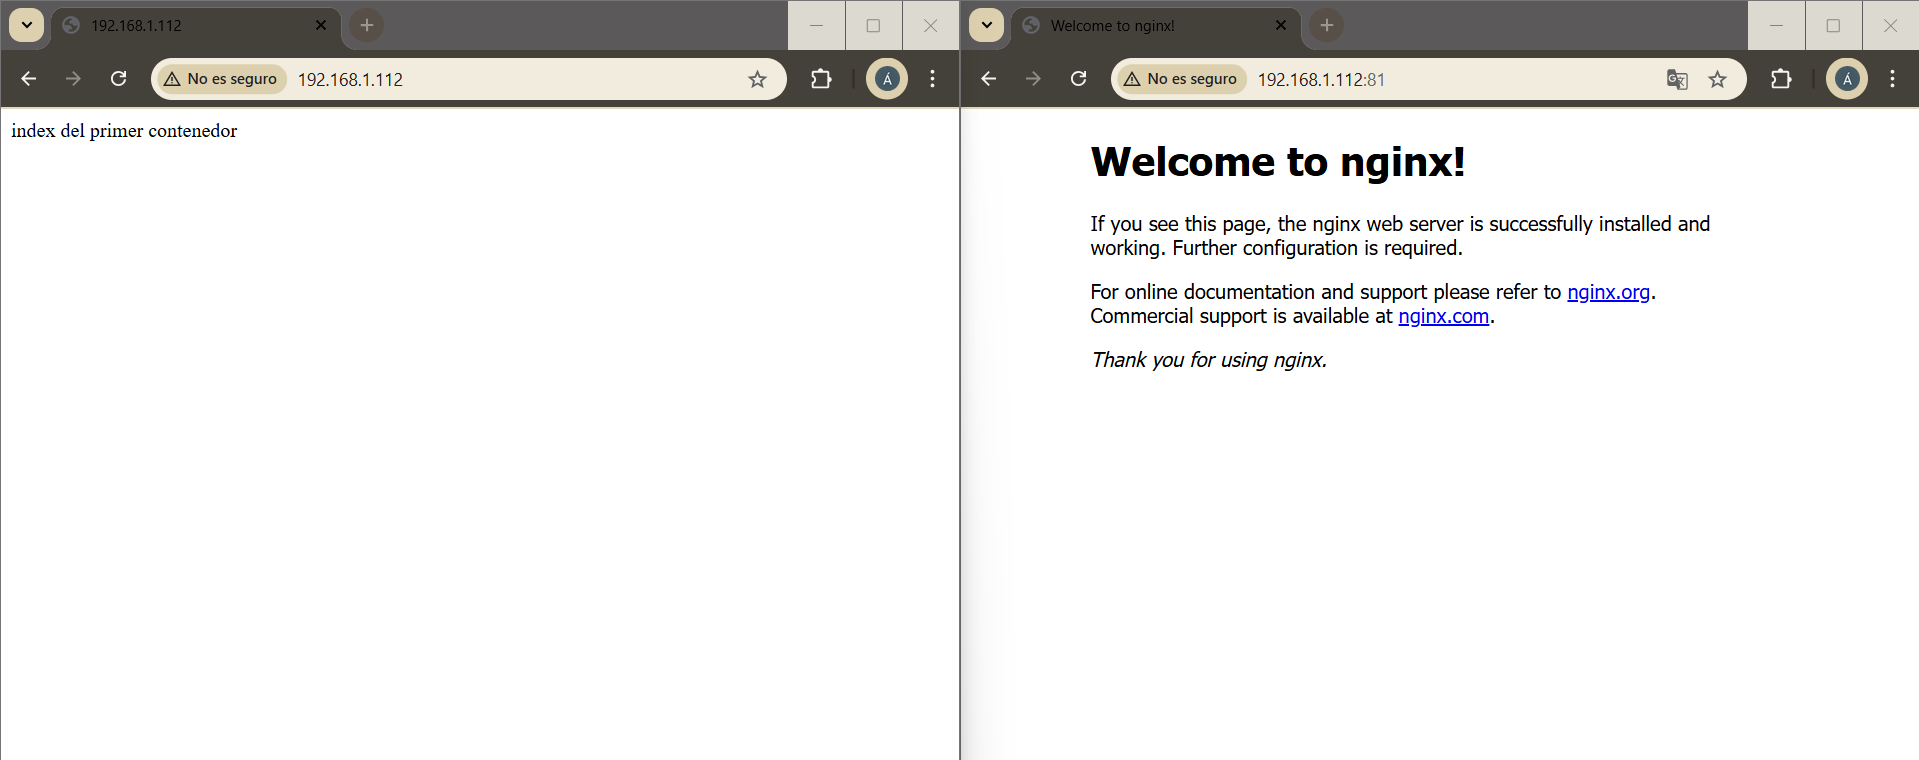 192.168.1.112
No es seguro
192.168.1.112
Á
index del primer contenedor
Welcome to nginx!
No es seguro
192.168.1.112:81
Á
Welcome to nginx!
If you see this page, the nginx web server is successfully installed and
working. Further configuration is required.
For online documentation and support please refer to nginx.org.
Commercial support is available at nginx.com.
Thank you for using nginx.